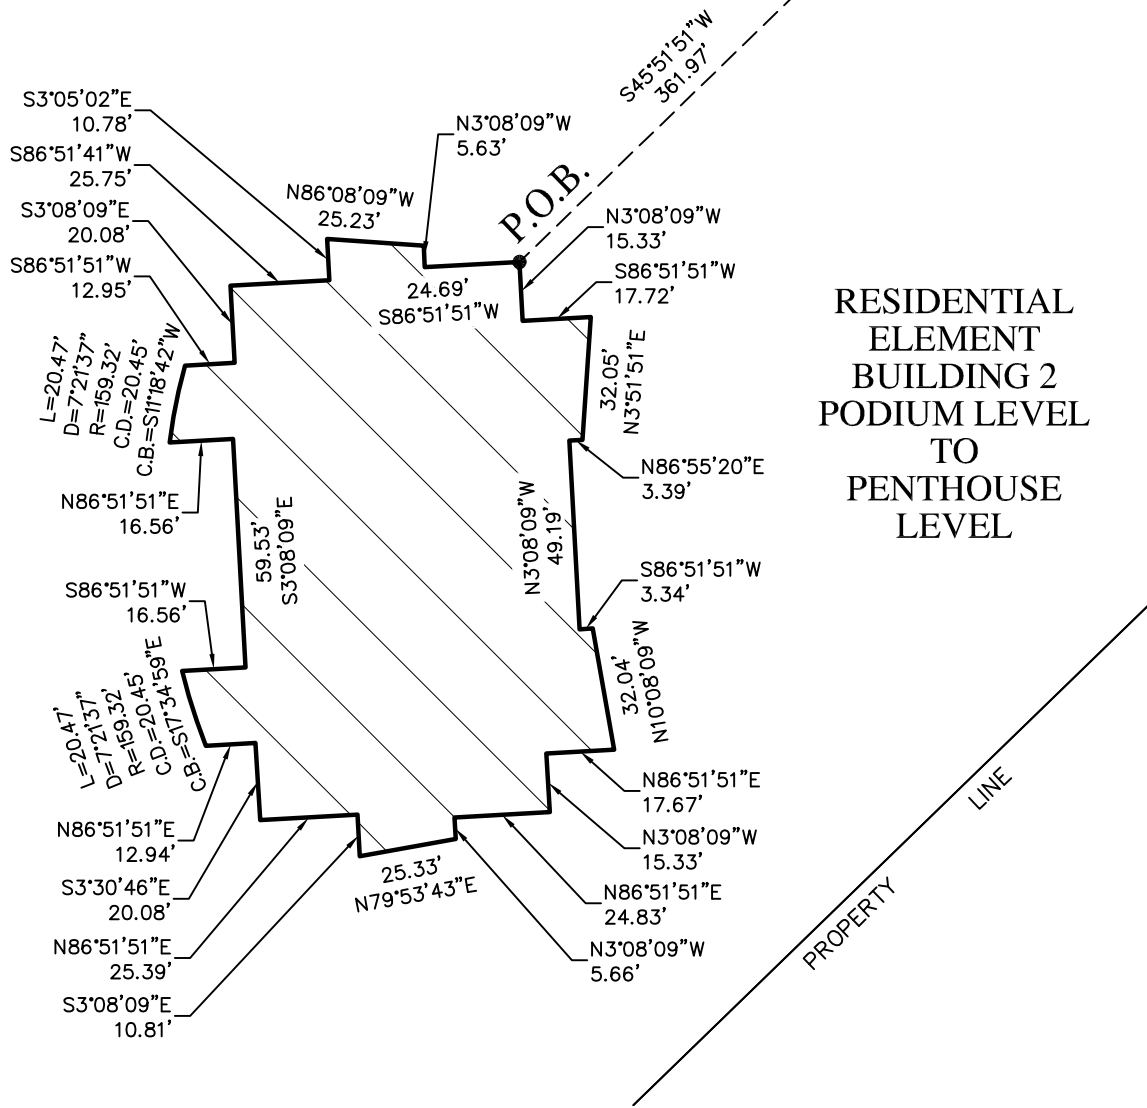 S45°51'51"W
361.97'
S3°05'02"E
10.78'
N3°08'09"W
5.63'
S86°51'41"W
25.75'
N86°08'09"W
25.23'
P.O.B.
S3°08'09"E
20.08'
N3°08'09"W
15.33'
S86°51'51"W
12.95'
S86°51'51"W
17.72'
24.69'
S86°51'51"W
RESIDENTIAL
ELEMENT
BUILDING 2
PODIUM LEVEL
TO
PENTHOUSE
LEVEL
L=20.47'
D=7°21'37"
R=159.32'
C.D.=20.45'
C.B.=S11°18'42"W
32.05'
N3°51'51"E
N86°55'20"E
3.39'
N86°51'51"E
16.56'
59.53'
S3°08'09"E
N3°08'09"W
49.19'
S86°51'51"W
3.34'
S86°51'51"W
16.56'
32.04'
N10°08'09"W
L=20.47'
D=7°21'37"
R=159.32'
C.D.=20.45'
C.B.=S17°34'59"E
N86°51'51"E
17.67'
LINE
N86°51'51"E
12.94'
N3°08'09"W
15.33'
25.33'
N79°53'43"E
S3°30'46"E
20.08'
N86°51'51"E
24.83'
PROPERTY
N86°51'51"E
25.39'
N3°08'09"W
5.66'
S3°08'09"E
10.81'